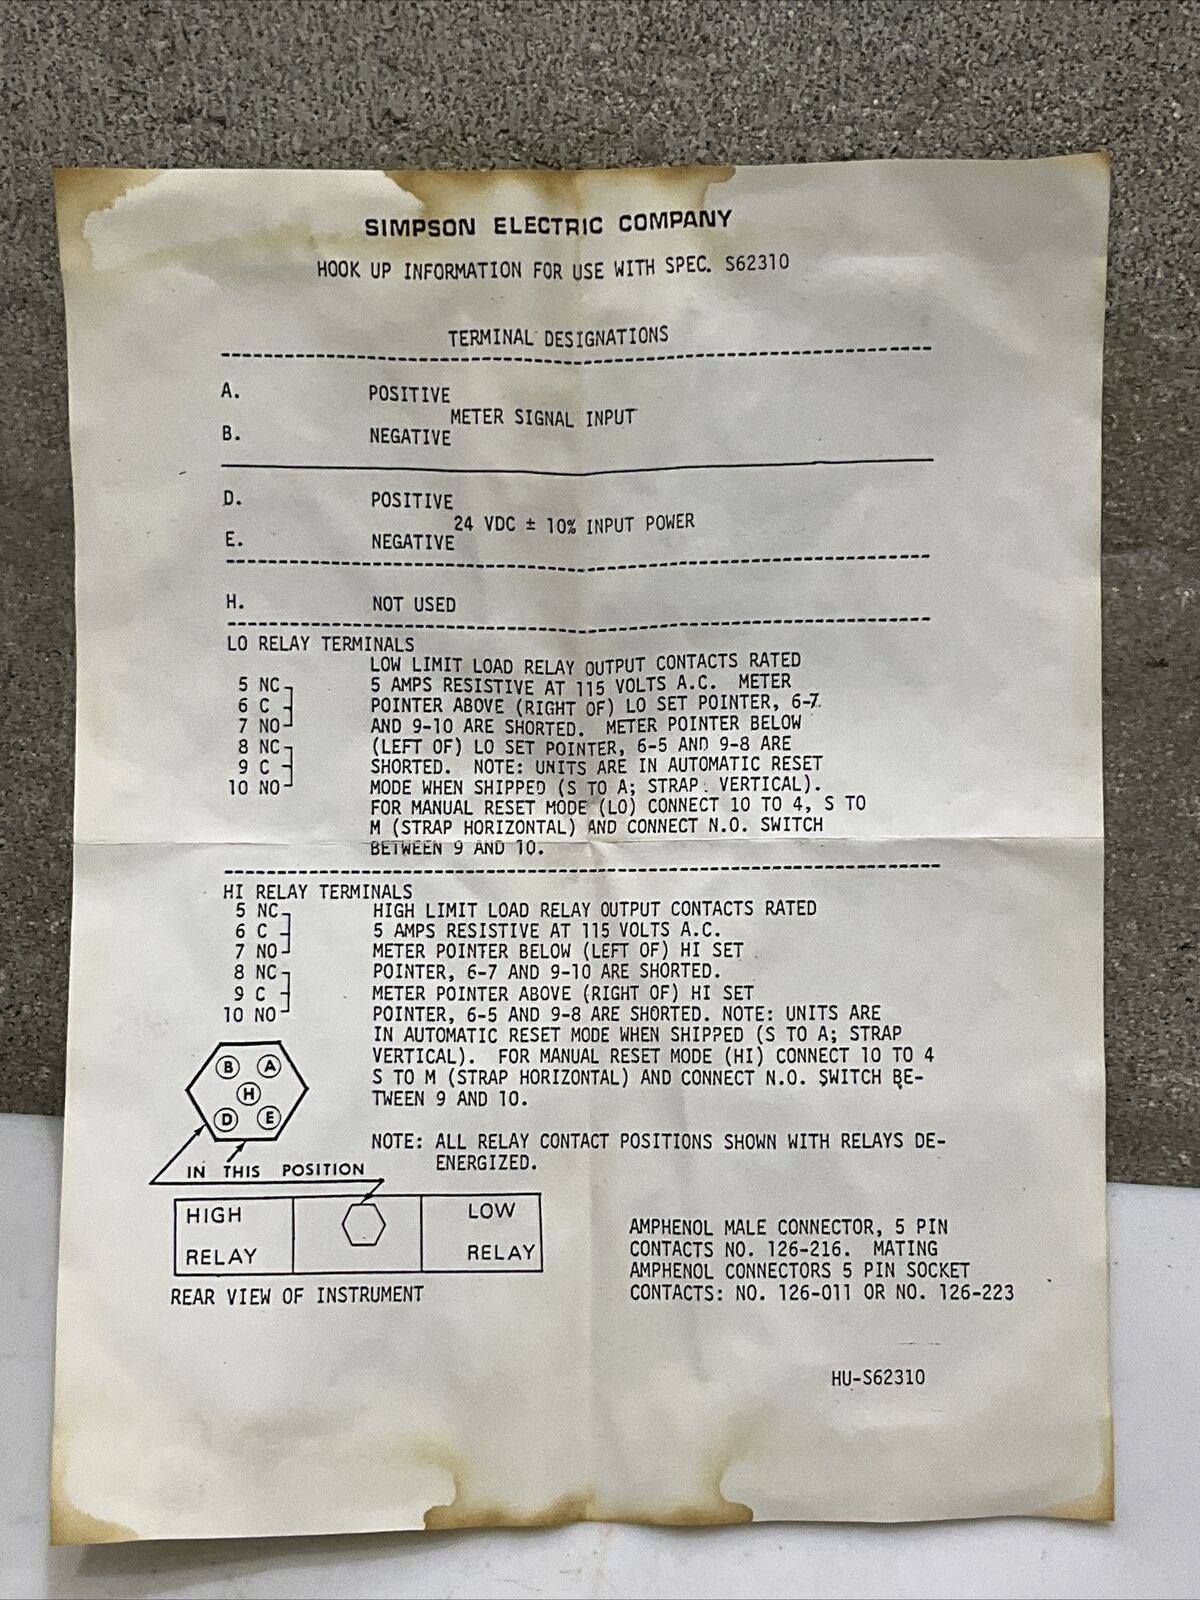 SIMPSON ELECTRIC COMPANY
HOOK UP INFORMATION FOR USE WITH SPEC. S62310
TERMINAL DESIGNATIONS
A. POSITIVE
METER SIGNAL INPUT
B. NEGATIVE
D. POSITIVE
24 VDC ± 10% INPUT POWER
E. NEGATIVE
H. NOT USED
LO RELAY TERMINALS
LOW LIMIT LOAD RELAY OUTPUT CONTACTS RATED
5 NC 5 AMPS RESISTIVE AT 115 VOLTS A.C. METER
6 C POINTER ABOVE (RIGHT OF) LO SET POINTER, 6-7
7 NO AND 9-10 ARE SHORTED. METER POINTER BELOW
8 NC (LEFT OF) LO SET POINTER, 6-5 AND 9-8 ARE
9 C SHORTED. NOTE: UNITS ARE IN AUTOMATIC RESET
10 NO MODE WHEN SHIPPED (S TO A; STRAP VERTICAL).
FOR MANUAL RESET MODE (LO) CONNECT 10 TO 4, S TO
M (STRAP HORIZONTAL) AND CONNECT N.O. SWITCH
BETWEEN 9 AND 10.
HI RELAY TERMINALS
5 NC HIGH LIMIT LOAD RELAY OUTPUT CONTACTS RATED
6 C 5 AMPS RESISTIVE AT 115 VOLTS A.C.
7 NO METER POINTER BELOW (LEFT OF) HI SET
8 NC POINTER, 6-7 AND 9-10 ARE SHORTED.
9 C METER POINTER ABOVE (RIGHT OF) HI SET
10 NO POINTER, 6-5 AND 9-8 ARE SHORTED. NOTE: UNITS ARE
IN AUTOMATIC RESET MODE WHEN SHIPPED (S TO A; STRAP
VERTICAL). FOR MANUAL RESET MODE (HI) CONNECT 10 TO 4
S TO M (STRAP HORIZONTAL) AND CONNECT N.O. SWITCH BE-
TWEEN 9 AND 10.
B A
H
D E
NOTE: ALL RELAY CONTACT POSITIONS SHOWN WITH RELAYS DE-
ENERGIZED.
IN THIS POSITION
HIGH RELAY
LOW RELAY
REAR VIEW OF INSTRUMENT
AMPHENOL MALE CONNECTOR, 5 PIN
CONTACTS NO. 126-216. MATING
AMPHENOL CONNECTORS 5 PIN SOCKET
CONTACTS: NO. 126-011 OR NO. 126-223
HU-S62310